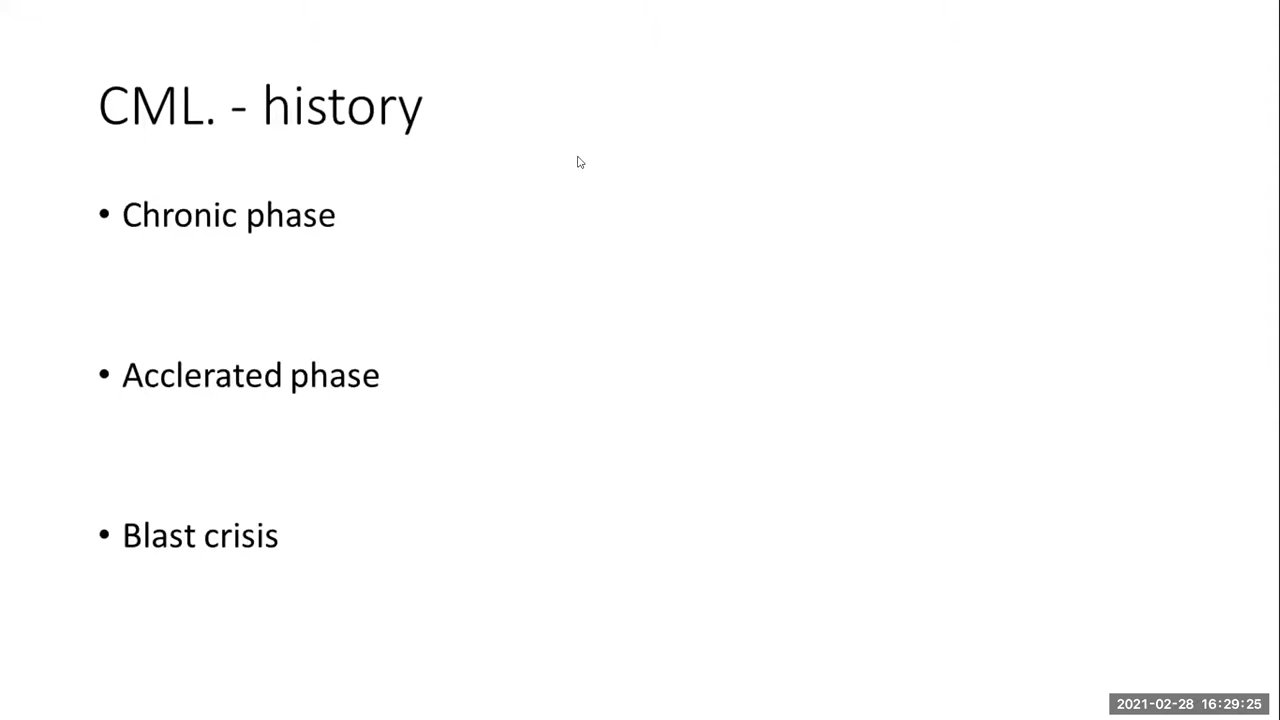 CML. - history
• Chronic phase
• Acclerated phase
• Blast crisis
2021-02-28 16:29:25